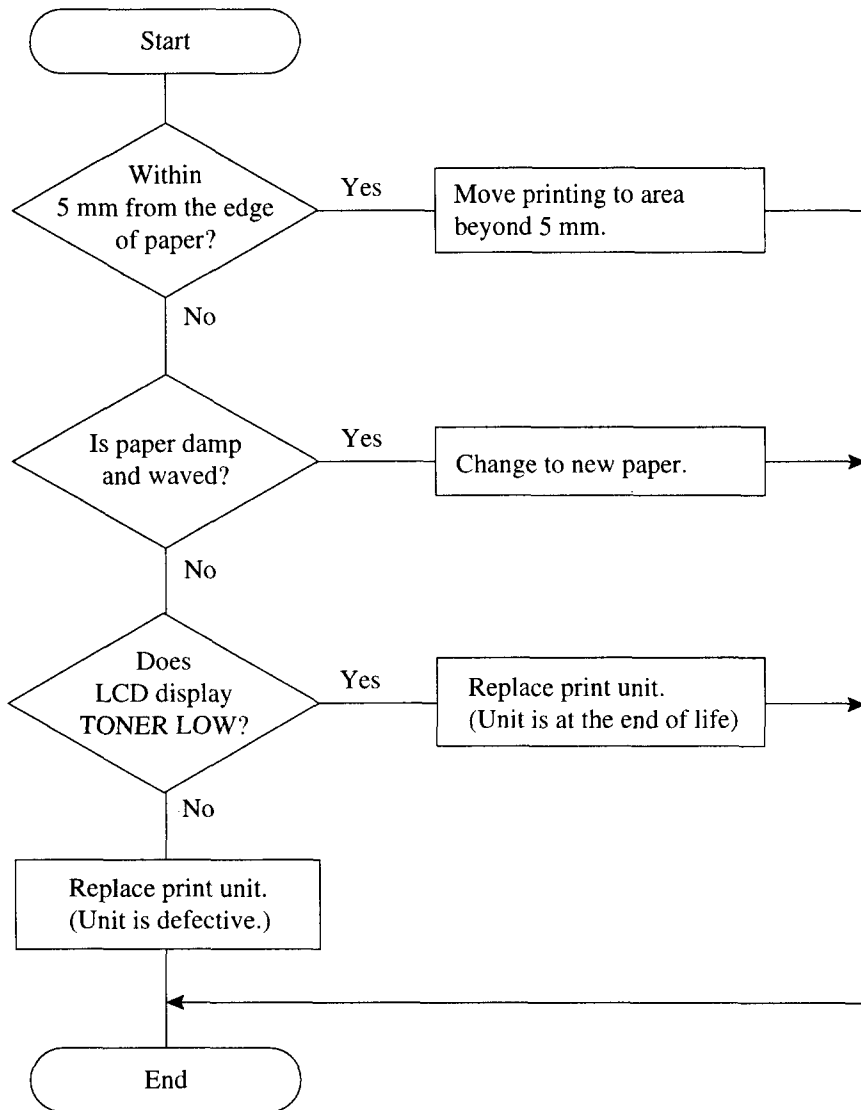 Start
Within
5 mm from the edge
of paper?
Yes
Move printing to area
beyond 5 mm.
No
Is paper damp
and waved?
Yes
Change to new paper.
No
Does
LCD display
TONER LOW?
Yes
Replace print unit.
(Unit is at the end of life)
No
Replace print unit.
(Unit is defective.)
End